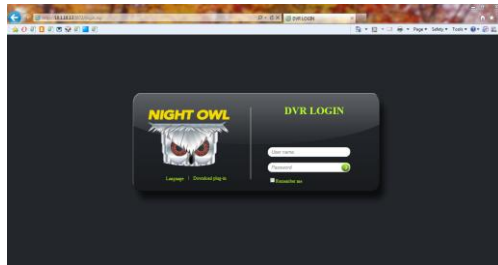 DVR LOGIN
Page ▾ Safety ▾ Tools ▾
NIGHT OWL
DVR LOGIN
User name
Password
Language | Download plug-in
Remember me